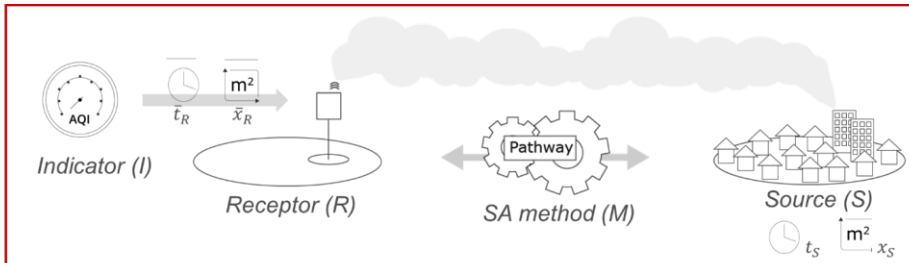 AQI
m²
t̄_R
x̄_R
Pathway
Indicator (I)
Receptor (R)
SA method (M)
Source (S)
t_S
m²
x_S